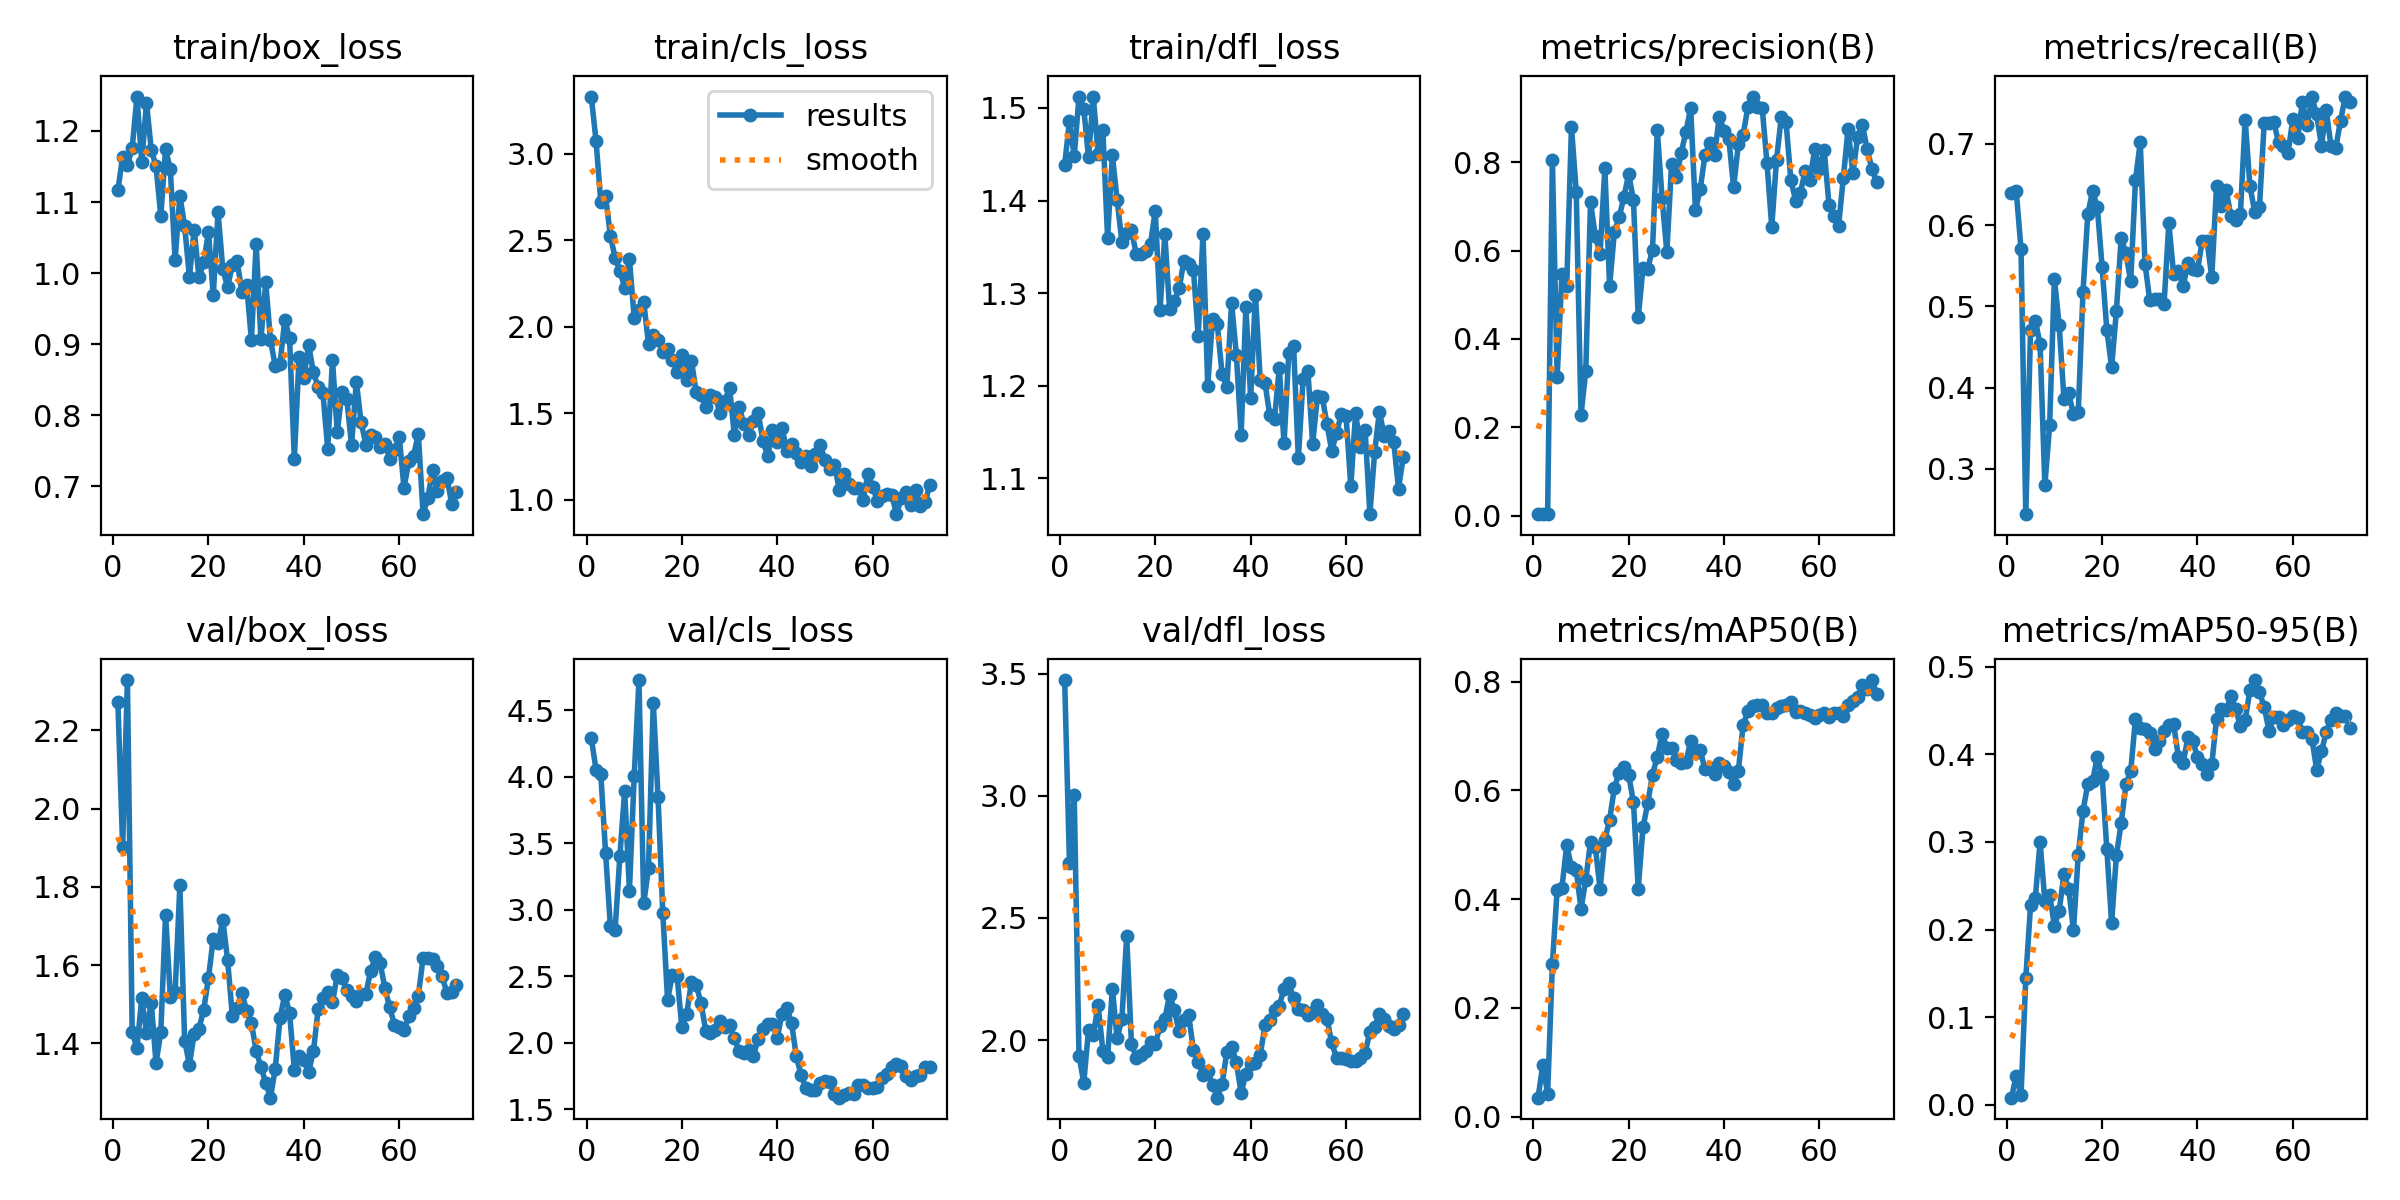 train/box_loss
1.2
1.1
1.0
0.9
0.8
0.7
0 20 40 60
train/cls_loss
results
smooth
3.0
2.5
2.0
1.5
1.0
0 20 40 60
train/dfl_loss
1.5
1.4
1.3
1.2
1.1
0 20 40 60
metrics/precision(B)
0.8
0.6
0.4
0.2
0.0
0 20 40 60
metrics/recall(B)
0.7
0.6
0.5
0.4
0.3
0 20 40 60
val/box_loss
2.2
2.0
1.8
1.6
1.4
0 20 40 60
val/cls_loss
4.5
4.0
3.5
3.0
2.5
2.0
1.5
0 20 40 60
val/dfl_loss
3.5
3.0
2.5
2.0
0 20 40 60
metrics/mAP50(B)
0.8
0.6
0.4
0.2
0.0
0 20 40 60
metrics/mAP50-95(B)
0.5
0.4
0.3
0.2
0.1
0.0
0 20 40 60